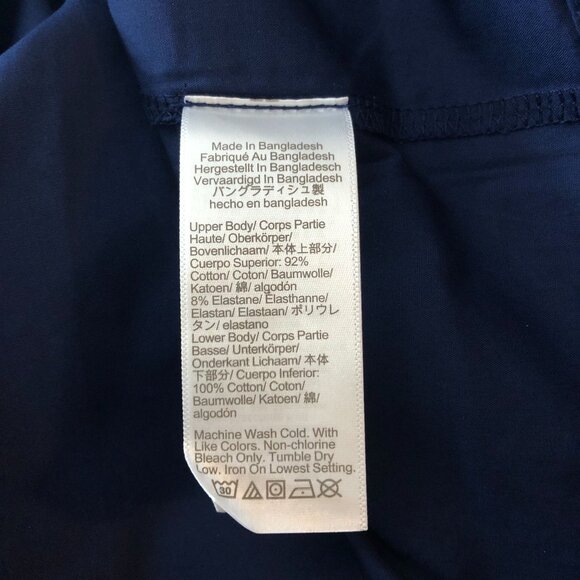 Made In Bangladesh
Fabriqué Au Bangladesh
Hergestellt In Bangladesch
Vervaardigd In Bangladesh
バングラディシュ製
hecho en bangladesh
Upper Body/ Corps Partie
Haute/ Oberkörper/
Bovenlichaam/ 本体上部分/
Cuerpo Superior: 92%
Cotton/ Coton/ Baumwolle/
Katoen/ 綿/ algodón
8% Elastane/ Élasthanne/
Elastan/ Elastaan/ ポリウレ
タン/ elastano
Lower Body/ Corps Partie
Basse/ Unterkörper/
Onderkant Lichaam/ 本体
下部分/ Cuerpo Inferior:
100% Cotton/ Coton/
Baumwolle/ Katoen/ 綿/
algodón
Machine Wash Cold. With
Like Colors. Non-chlorine
Bleach Only. Tumble Dry
Low. Iron On Lowest Setting.
30